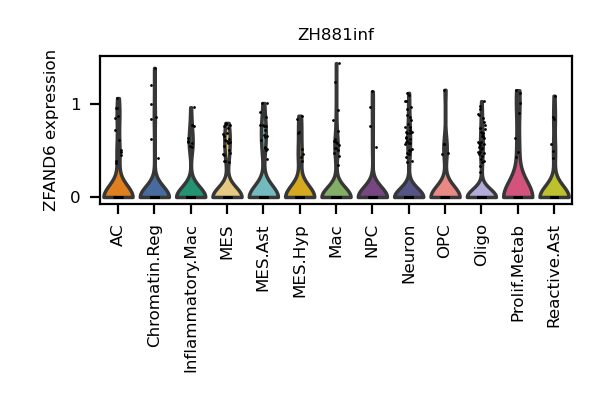 ZH881inf
ZFAND6 expression
1
0
AC
Chromatin.Reg
Inflammatory.Mac
MES
MES.Ast
MES.Hyp
Mac
NPC
Neuron
OPC
Oligo
Prolif.Metab
Reactive.Ast